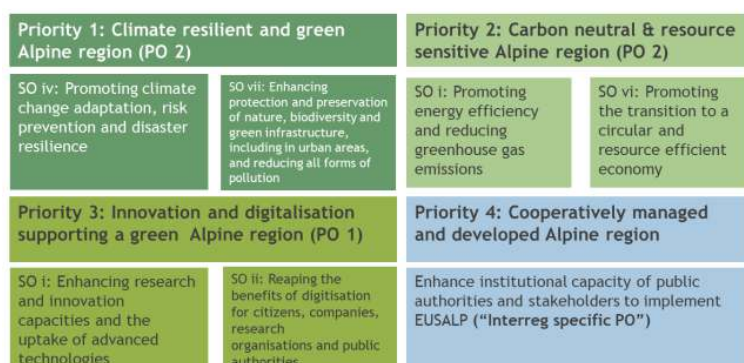 Priority 1: Climate resilient and green
Alpine region (PO 2)
SO iv: Promoting climate
change adaptation, risk
prevention and disaster
resilience
SO vii: Enhancing
protection and preservation
of nature, biodiversity and
green infrastructure,
including in urban areas,
and reducing all forms of
pollution
Priority 2: Carbon neutral & resource
sensitive Alpine region (PO 2)
SO i: Promoting
energy efficiency
and reducing
greenhouse gas
emissions
SO vi: Promoting
the transition to a
circular and
resource efficient
economy
Priority 3: Innovation and digitalisation
supporting a green Alpine region (PO 1)
SO i: Enhancing research
and innovation
capacities and the
uptake of advanced
technologies
SO ii: Reaping the
benefits of digitisation
for citizens, companies,
research
organisations and public
authorities
Priority 4: Cooperatively managed
and developed Alpine region
Enhance institutional capacity of public
authorities and stakeholders to implement
EUSALP (“Interreg specific PO”)